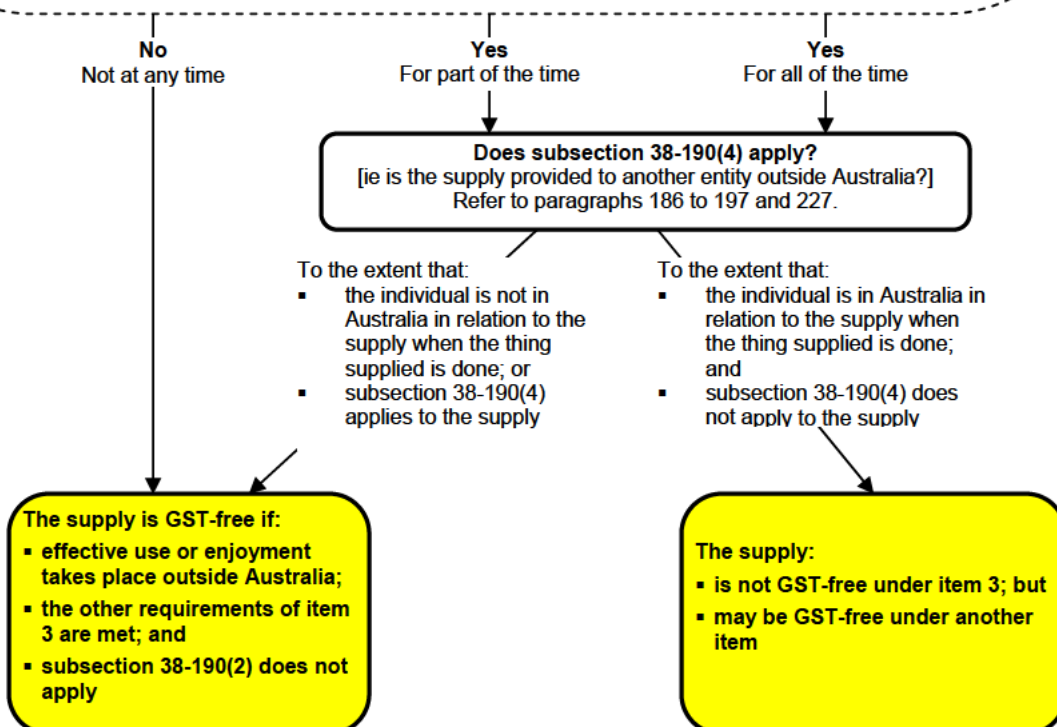 No
Not at any time
Yes
For part of the time
Yes
For all of the time
Does subsection 38-190(4) apply?
[ie is the supply provided to another entity outside Australia?]
Refer to paragraphs 186 to 197 and 227.
To the extent that:
▪ the individual is not in
Australia in relation to the
supply when the thing
supplied is done; or
▪ subsection 38-190(4)
applies to the supply
To the extent that:
▪ the individual is in Australia in
relation to the supply when
the thing supplied is done;
and
▪ subsection 38-190(4) does
not apply to the supply
The supply is GST-free if:
▪ effective use or enjoyment
takes place outside Australia;
▪ the other requirements of item
3 are met; and
▪ subsection 38-190(2) does not
apply
The supply:
▪ is not GST-free under item 3; but
▪ may be GST-free under another
item